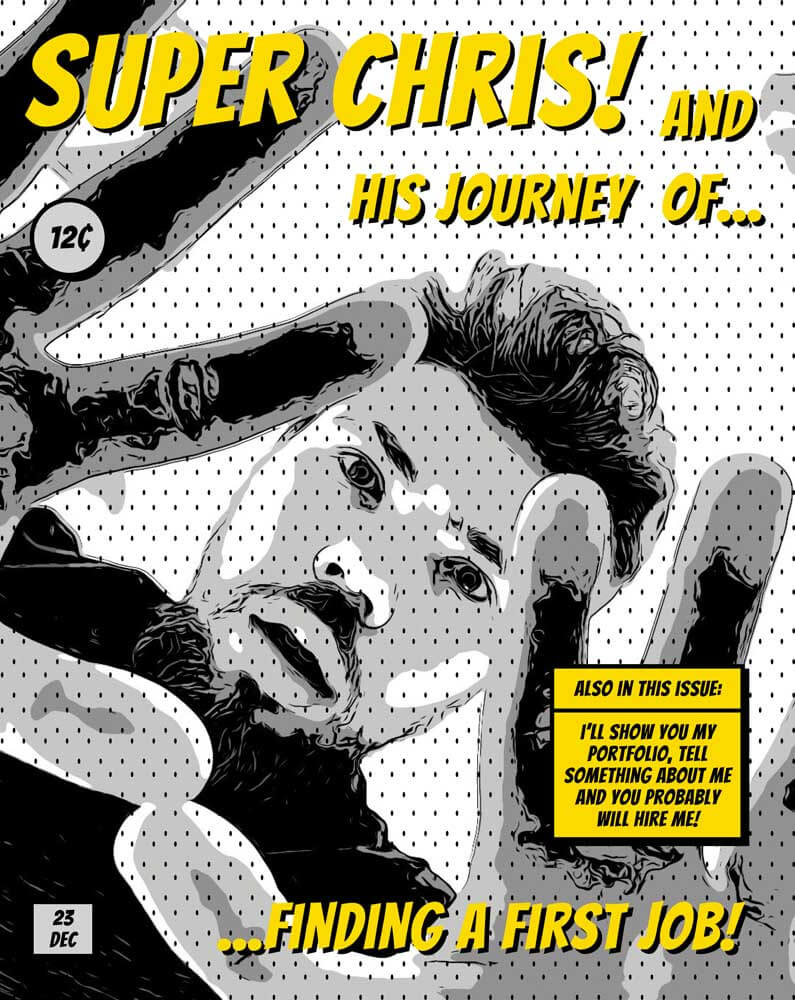 SUPER CHRIS! AND
HIS JOURNEY OF...
12¢
ALSO IN THIS ISSUE:
I'LL SHOW YOU MY
PORTFOLIO, TELL
SOMETHING ABOUT ME
AND YOU PROBABLY
WILL HIRE ME!
23
DEC
...FINDING A FIRST JOB!